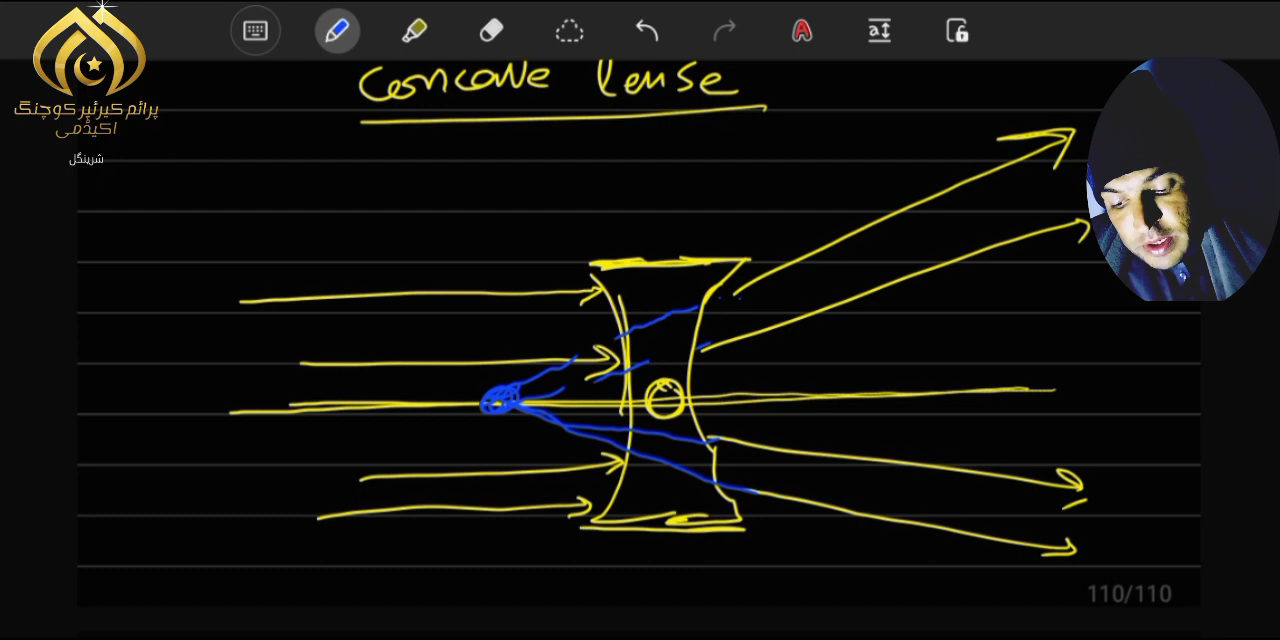 concave lense
پرائم کیرئیر کوچنگ
اکیڈمی
شرینگل
110/110